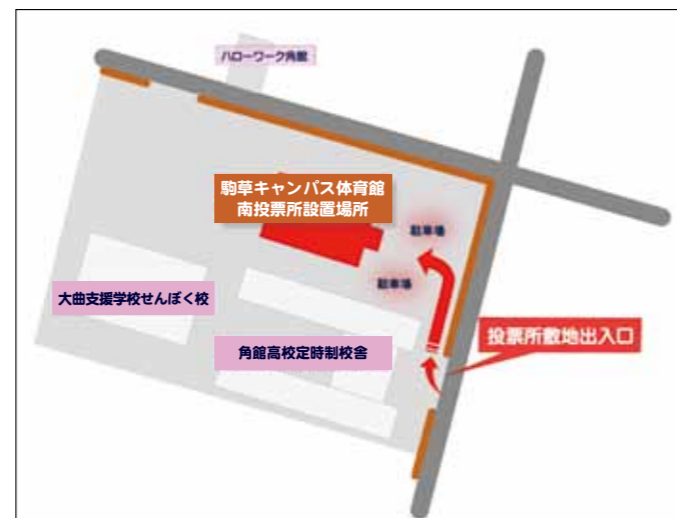 ハローワーク角館
駒草キャンパス体育館
南投票所設置場所
駐車場
駐車場
大曲支援学校せんぼく校
投票所敷地出入口
角館高校定時制校舎